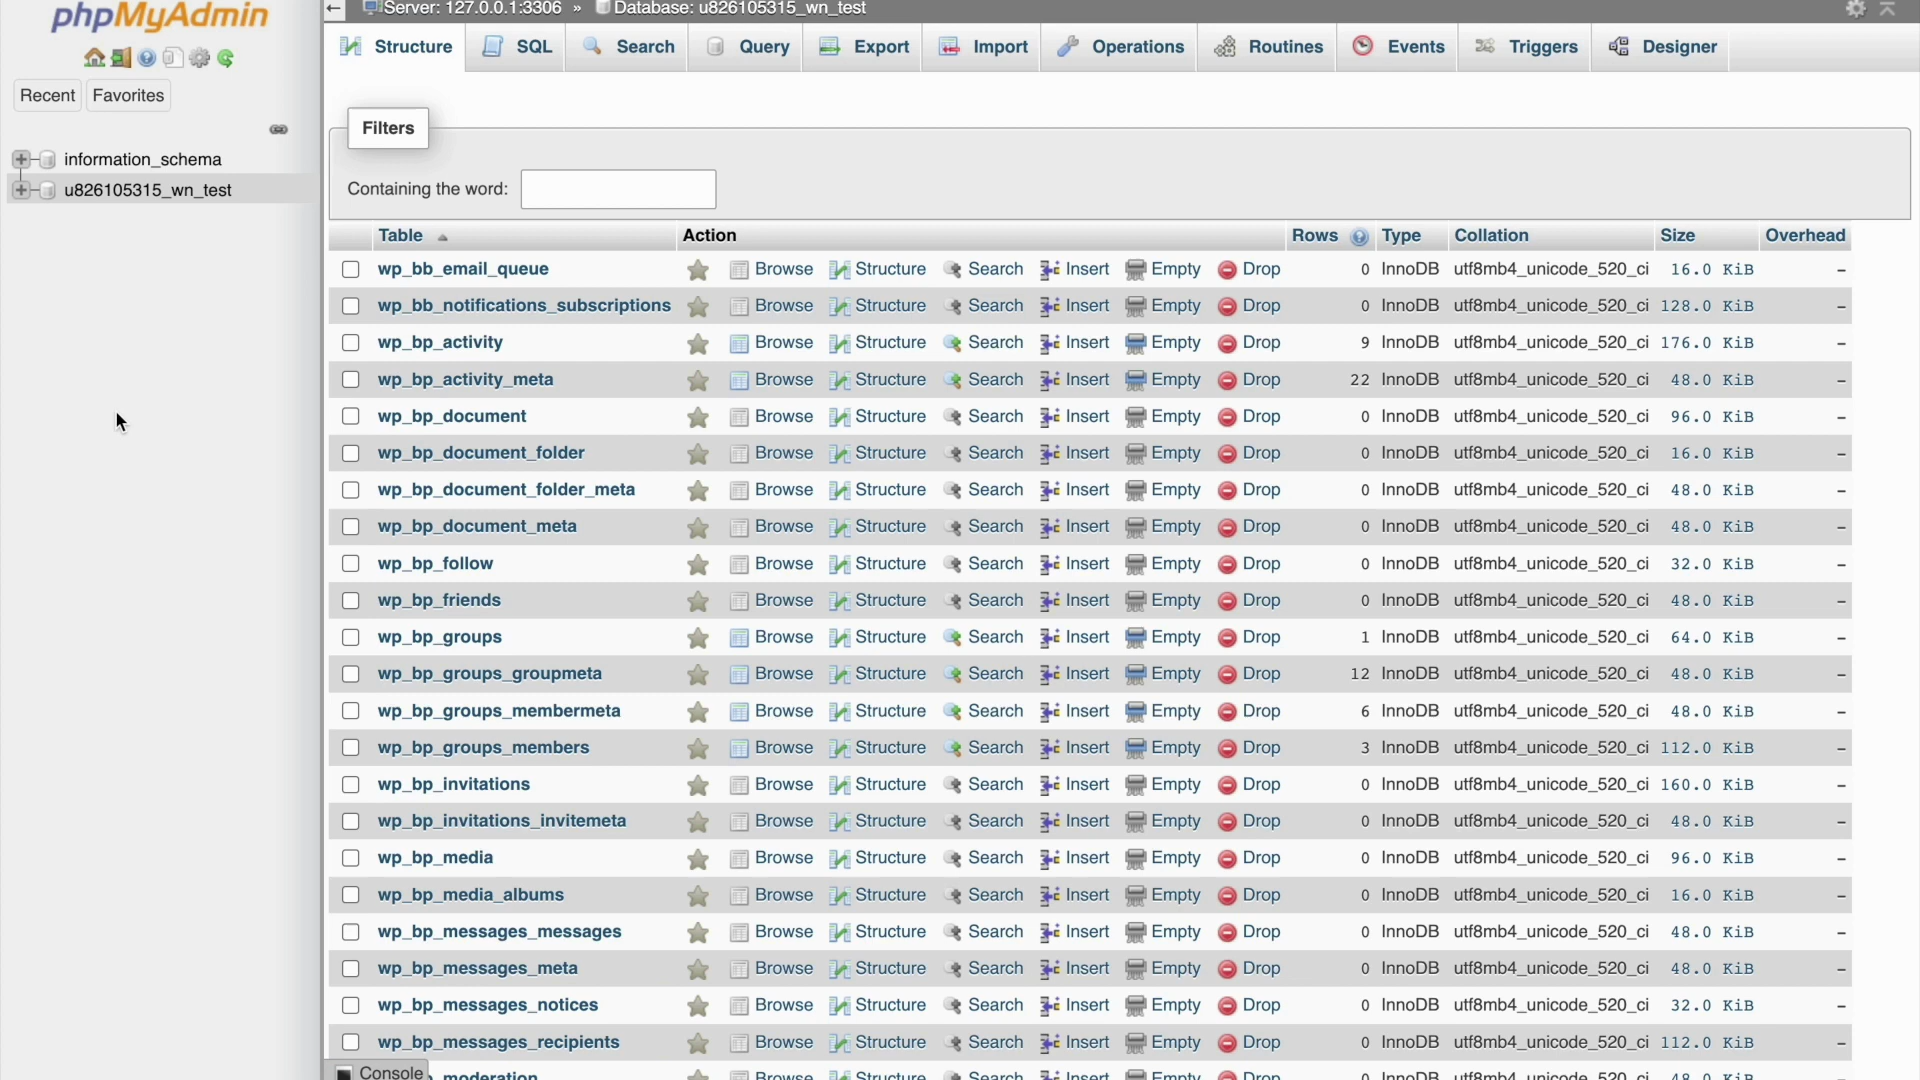 phpMyAdmin
Recent Favorites
information_schema
u826105315_wn_test
Server: 127.0.0.1:3306 » Database: u826105315_wn_test
Structure SQL Search Query Export Import Operations Routines Events Triggers Designer
Filters
Containing the word:
Table Action Rows Type Collation Size Overhead
wp_bb_email_queue Browse Structure Search Insert Empty Drop 0 InnoDB utf8mb4_unicode_520_ci 16.0 KiB –
wp_bb_notifications_subscriptions Browse Structure Search Insert Empty Drop 0 InnoDB utf8mb4_unicode_520_ci 128.0 KiB –
wp_bp_activity Browse Structure Search Insert Empty Drop 9 InnoDB utf8mb4_unicode_520_ci 176.0 KiB –
wp_bp_activity_meta Browse Structure Search Insert Empty Drop 22 InnoDB utf8mb4_unicode_520_ci 48.0 KiB –
wp_bp_document Browse Structure Search Insert Empty Drop 0 InnoDB utf8mb4_unicode_520_ci 96.0 KiB –
wp_bp_document_folder Browse Structure Search Insert Empty Drop 0 InnoDB utf8mb4_unicode_520_ci 16.0 KiB –
wp_bp_document_folder_meta Browse Structure Search Insert Empty Drop 0 InnoDB utf8mb4_unicode_520_ci 48.0 KiB –
wp_bp_document_meta Browse Structure Search Insert Empty Drop 0 InnoDB utf8mb4_unicode_520_ci 48.0 KiB –
wp_bp_follow Browse Structure Search Insert Empty Drop 0 InnoDB utf8mb4_unicode_520_ci 32.0 KiB –
wp_bp_friends Browse Structure Search Insert Empty Drop 0 InnoDB utf8mb4_unicode_520_ci 48.0 KiB –
wp_bp_groups Browse Structure Search Insert Empty Drop 1 InnoDB utf8mb4_unicode_520_ci 64.0 KiB –
wp_bp_groups_groupmeta Browse Structure Search Insert Empty Drop 12 InnoDB utf8mb4_unicode_520_ci 48.0 KiB –
wp_bp_groups_membermeta Browse Structure Search Insert Empty Drop 6 InnoDB utf8mb4_unicode_520_ci 48.0 KiB –
wp_bp_groups_members Browse Structure Search Insert Empty Drop 3 InnoDB utf8mb4_unicode_520_ci 112.0 KiB –
wp_bp_invitations Browse Structure Search Insert Empty Drop 0 InnoDB utf8mb4_unicode_520_ci 160.0 KiB –
wp_bp_invitations_invitemeta Browse Structure Search Insert Empty Drop 0 InnoDB utf8mb4_unicode_520_ci 48.0 KiB –
wp_bp_media Browse Structure Search Insert Empty Drop 0 InnoDB utf8mb4_unicode_520_ci 96.0 KiB –
wp_bp_media_albums Browse Structure Search Insert Empty Drop 0 InnoDB utf8mb4_unicode_520_ci 16.0 KiB –
wp_bp_messages_messages Browse Structure Search Insert Empty Drop 0 InnoDB utf8mb4_unicode_520_ci 48.0 KiB –
wp_bp_messages_meta Browse Structure Search Insert Empty Drop 0 InnoDB utf8mb4_unicode_520_ci 48.0 KiB –
wp_bp_messages_notices Browse Structure Search Insert Empty Drop 0 InnoDB utf8mb4_unicode_520_ci 32.0 KiB –
wp_bp_messages_recipients Browse Structure Search Insert Empty Drop 0 InnoDB utf8mb4_unicode_520_ci 112.0 KiB –
moderation Browse Structure Search Insert Empty Drop 0 InnoDB utf8mb4_unicode_520_ci 48.0 KiB –
Console